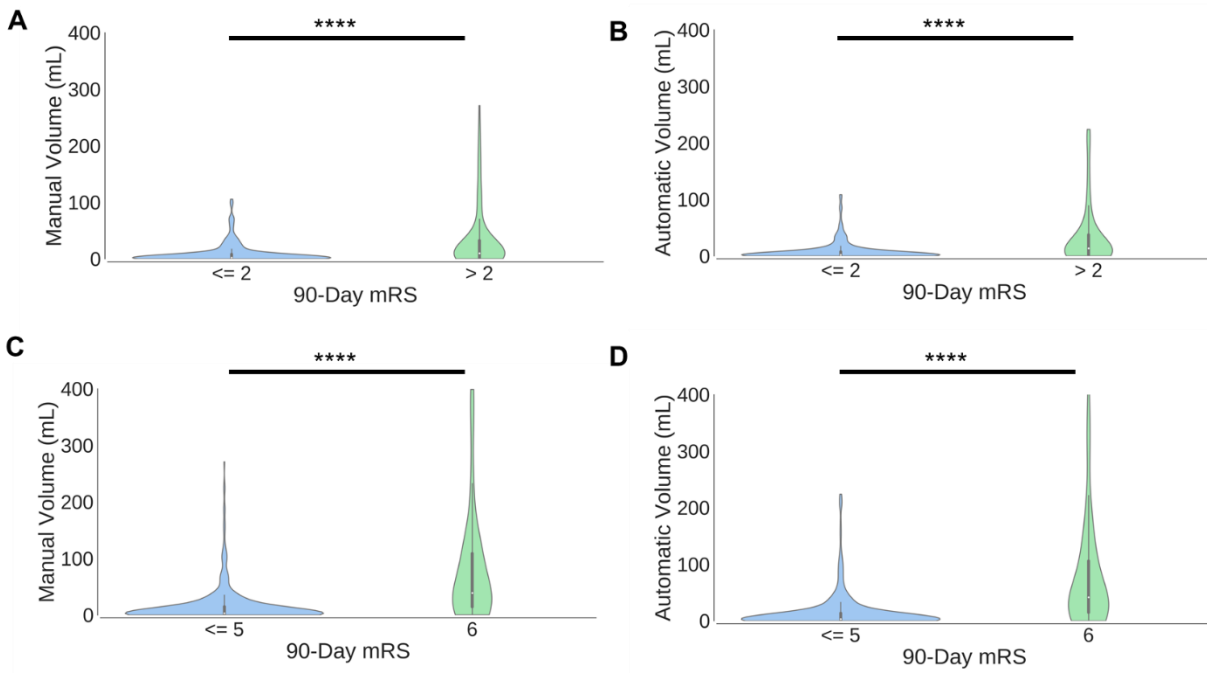 A
****
400
300
200
100
0
Manual Volume (mL)
<= 2
> 2
90-Day mRS
B
****
400
300
200
100
0
Automatic Volume (mL)
<= 2
> 2
90-Day mRS
C
****
400
300
200
100
0
Manual Volume (mL)
<= 5
6
90-Day mRS
D
****
400
300
200
100
0
Automatic Volume (mL)
<= 5
6
90-Day mRS